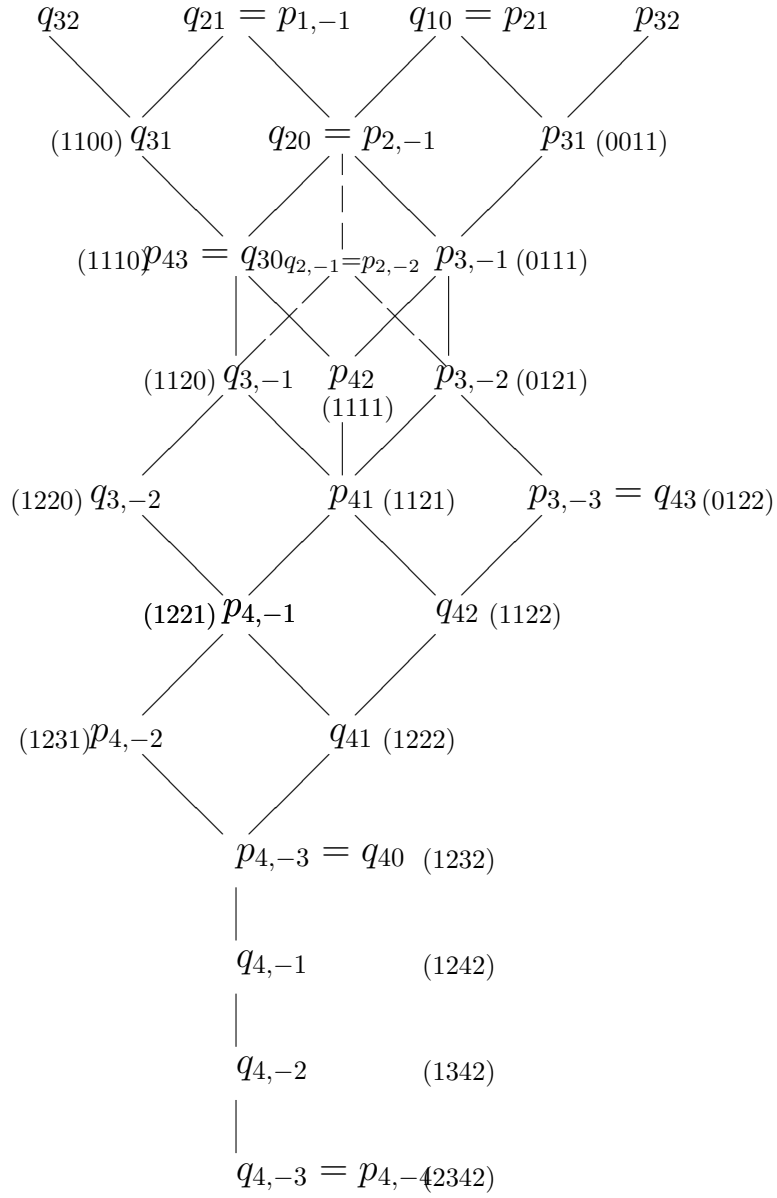 q32 q21 = p1,−1 q10 = p21 p32
(1100) q31 q20 = p2,−1 p31 (0011)
(1110) p43 = q30 q2,−1=p2,−2 p3,−1 (0111)
(1120) q3,−1 p42 p3,−2 (0121)
(1111)
(1220) q3,−2 p41 (1121) p3,−3 = q43 (0122)
(1221) p4,−1 q42 (1122)
(1231) p4,−2 q41 (1222)
p4,−3 = q40 (1232)
q4,−1 (1242)
q4,−2 (1342)
q4,−3 = p4,−4 (2342)